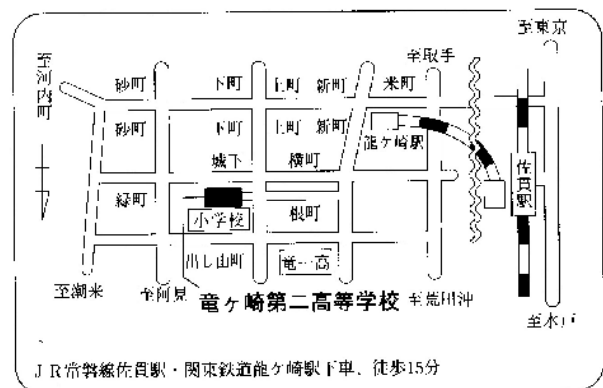 至東京
至取手
至河内町
砂町
下町
上町
新町
米町
砂町
下町
上町
新町
龍ケ崎駅
城下
横町
佐貫駅
緑町
小学校
根町
出し山町
竜一高
至潮来
至阿見
竜ヶ崎第二高等学校
至荒川沖
至水戸
JR常磐線佐貫駅・関東鉄道龍ケ崎駅下車、徒歩15分